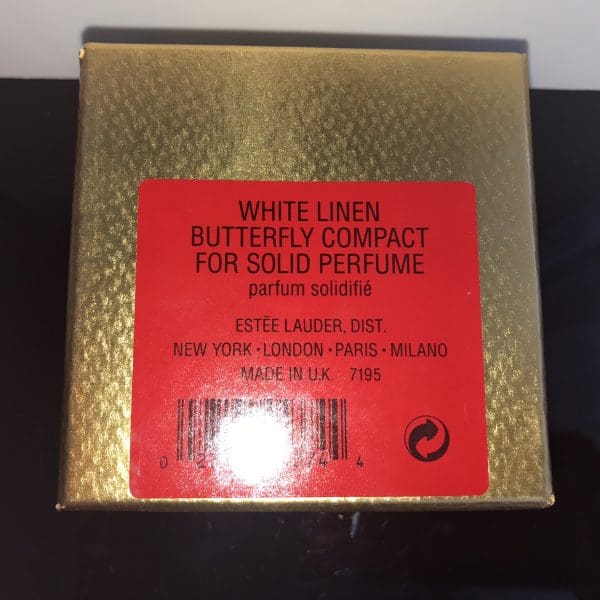 WHITE LINEN
BUTTERFLY COMPACT
FOR SOLID PERFUME
parfum solidifié
ESTĒE LAUDER, DIST.
NEW YORK • LONDON • PARIS • MILANO
MADE IN U.K. 7195